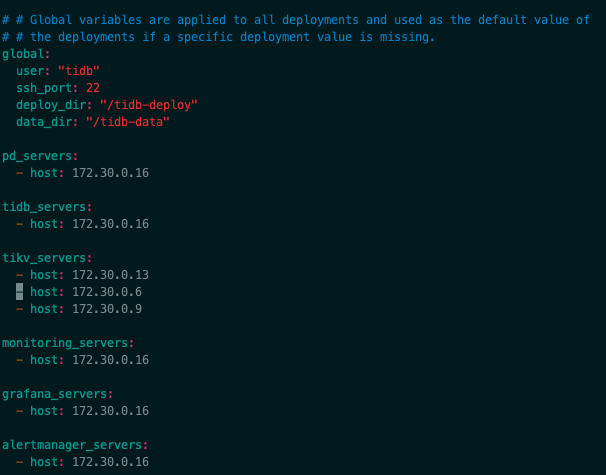 # # Global variables are applied to all deployments and used as the default value of
# # the deployments if a specific deployment value is missing.
global:
  user: "tidb"
  ssh_port: 22
  deploy_dir: "/tidb-deploy"
  data_dir: "/tidb-data"

pd_servers:
  - host: 172.30.0.16

tidb_servers:
  - host: 172.30.0.16

tikv_servers:
  - host: 172.30.0.13
  - host: 172.30.0.6
  - host: 172.30.0.9

monitoring_servers:
  - host: 172.30.0.16

grafana_servers:
  - host: 172.30.0.16

alertmanager_servers:
  - host: 172.30.0.16